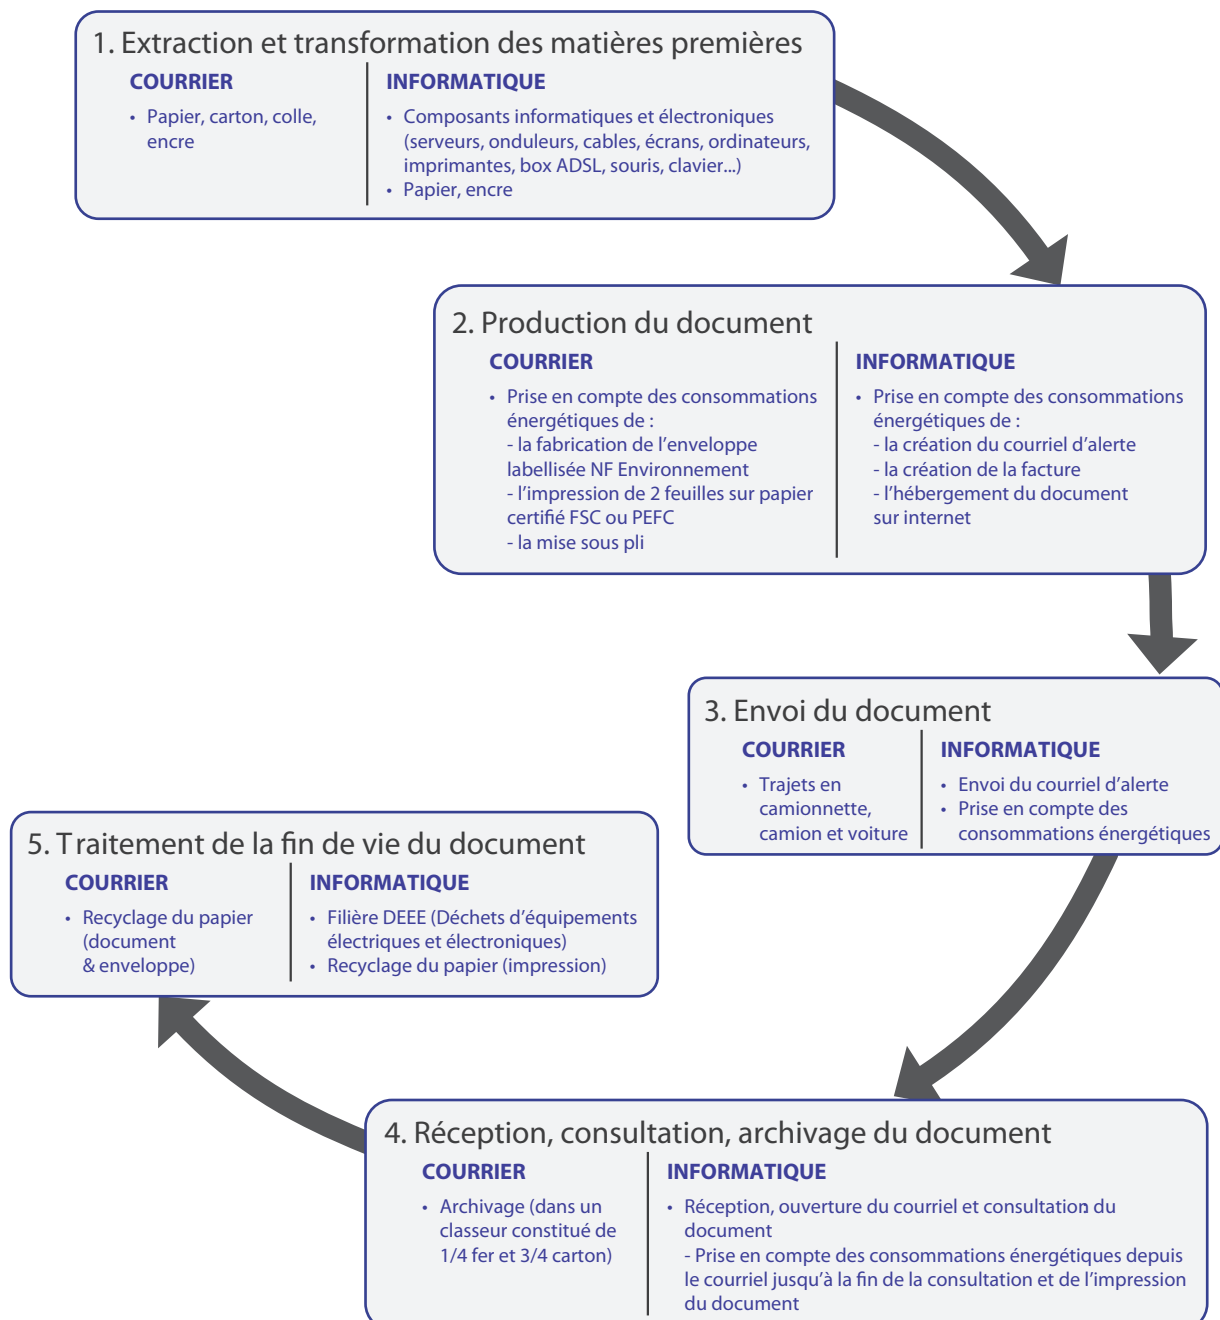 1. Extraction et transformation des matières premières
COURRIER
• Papier, carton, colle,
encre
INFORMATIQUE
• Composants informatiques et électroniques
(serveurs, onduleurs, cables, écrans, ordinateurs,
imprimantes, box ADSL, souris, clavier...)
• Papier, encre
2. Production du document
COURRIER
• Prise en compte des consommations
énergétiques de :
- la fabrication de l’enveloppe
labellisée NF Environnement
- l’impression de 2 feuilles sur papier
certifié FSC ou PEFC
- la mise sous pli
INFORMATIQUE
• Prise en compte des consommations
énergétiques de :
- la création du courriel d’alerte
- la création de la facture
- l’hébergement du document
sur internet
3. Envoi du document
COURRIER
• Trajets en
camionnette,
camion et voiture
INFORMATIQUE
• Envoi du courriel d’alerte
• Prise en compte des
consommations énergétiques
4. Réception, consultation, archivage du document
COURRIER
• Archivage (dans un
classeur constitué de
1/4 fer et 3/4 carton)
INFORMATIQUE
• Réception, ouverture du courriel et consultation du
document
- Prise en compte des consommations énergétiques depuis
le courriel jusqu’à la fin de la consultation et de l’impression
du document
5. Traitement de la fin de vie du document
COURRIER
• Recyclage du papier
(document
& enveloppe)
INFORMATIQUE
• Filière DEEE (Déchets d’équipements
électriques et électroniques)
• Recyclage du papier (impression)